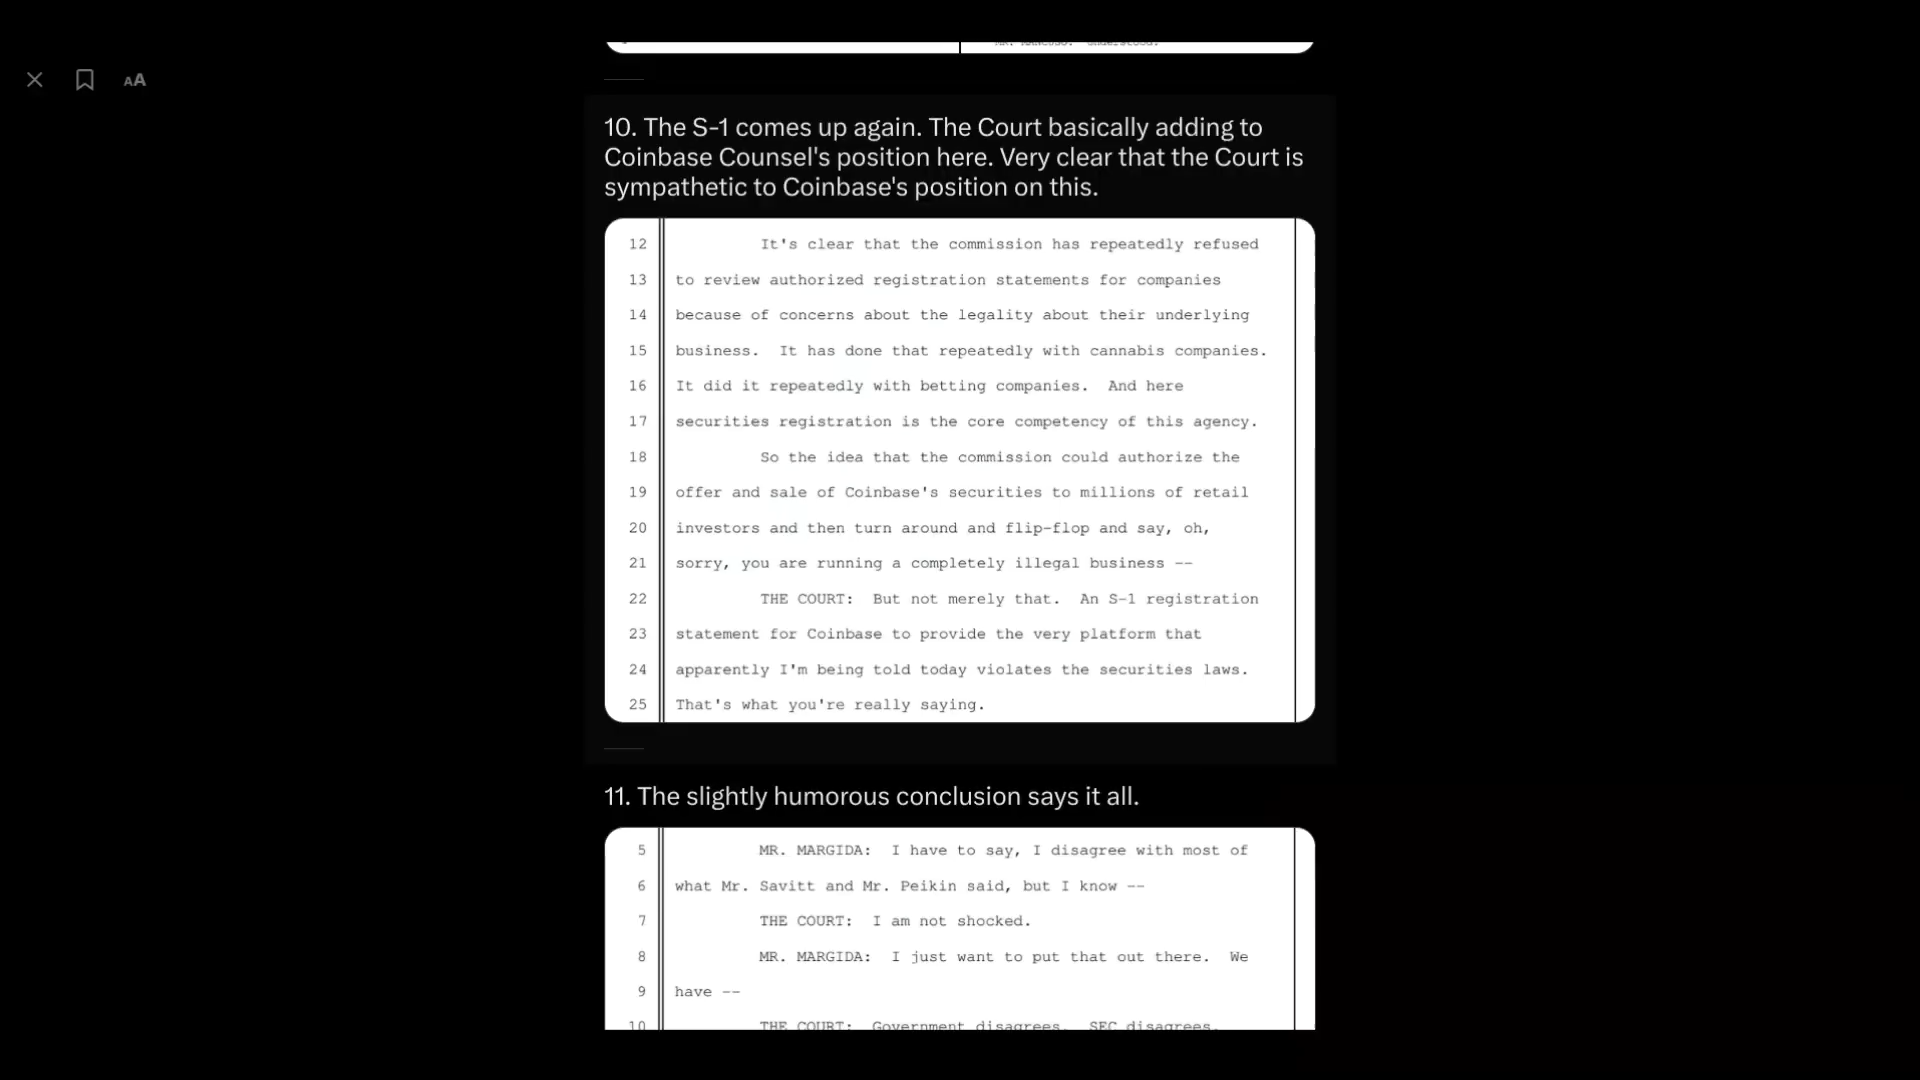 MR. MANCUSO: Understood.
AA
10. The S-1 comes up again. The Court basically adding to
Coinbase Counsel's position here. Very clear that the Court is
sympathetic to Coinbase's position on this.
12 It's clear that the commission has repeatedly refused
13 to review authorized registration statements for companies
14 because of concerns about the legality about their underlying
15 business. It has done that repeatedly with cannabis companies.
16 It did it repeatedly with betting companies. And here
17 securities registration is the core competency of this agency.
18 So the idea that the commission could authorize the
19 offer and sale of Coinbase's securities to millions of retail
20 investors and then turn around and flip-flop and say, oh,
21 sorry, you are running a completely illegal business --
22 THE COURT: But not merely that. An S-1 registration
23 statement for Coinbase to provide the very platform that
24 apparently I'm being told today violates the securities laws.
25 That's what you're really saying.
11. The slightly humorous conclusion says it all.
5 MR. MARGIDA: I have to say, I disagree with most of
6 what Mr. Savitt and Mr. Peikin said, but I know --
7 THE COURT: I am not shocked.
8 MR. MARGIDA: I just want to put that out there. We
9 have --
10 THE COURT: Government disagrees. SEC disagrees.